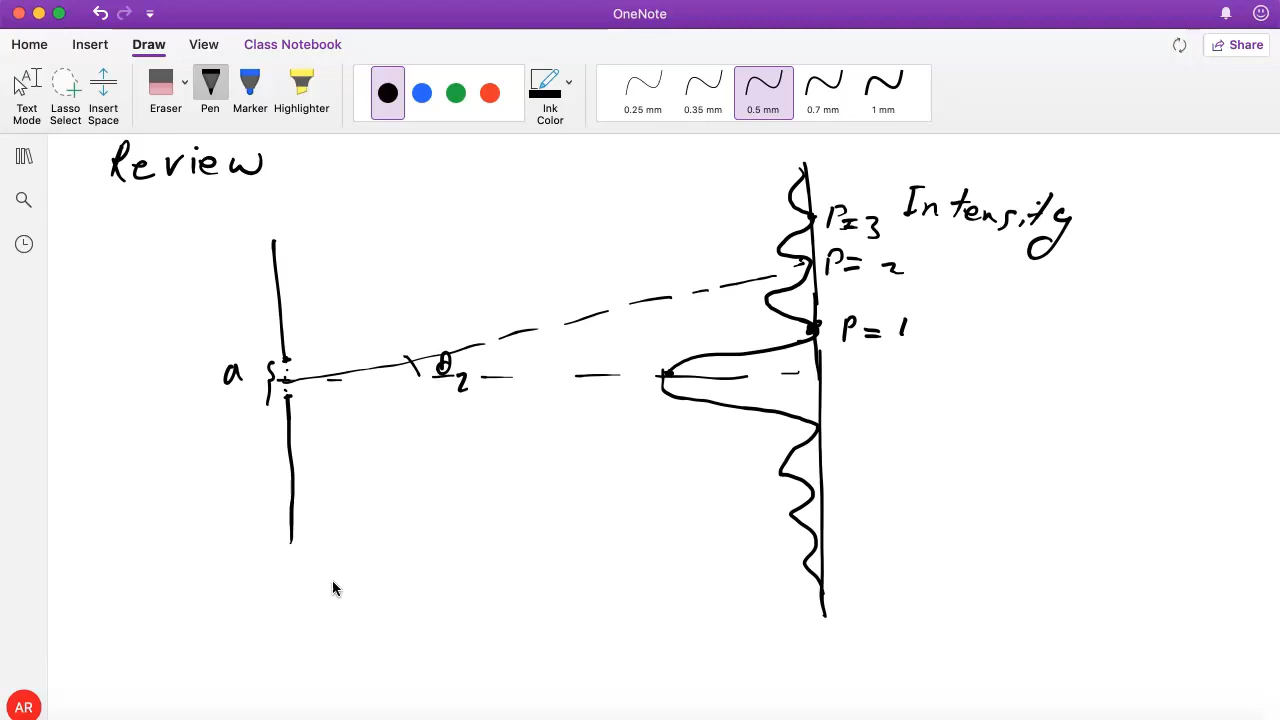 OneNote
Home Insert Draw View Class Notebook
Share
Text Mode
Lasso Select
Insert Space
Eraser
Pen
Marker
Highlighter
Ink Color
0.25 mm
0.35 mm
0.5 mm
0.7 mm
1 mm
Review
P=3 Intensity
P= 2
P = 1
a
θ2
AR